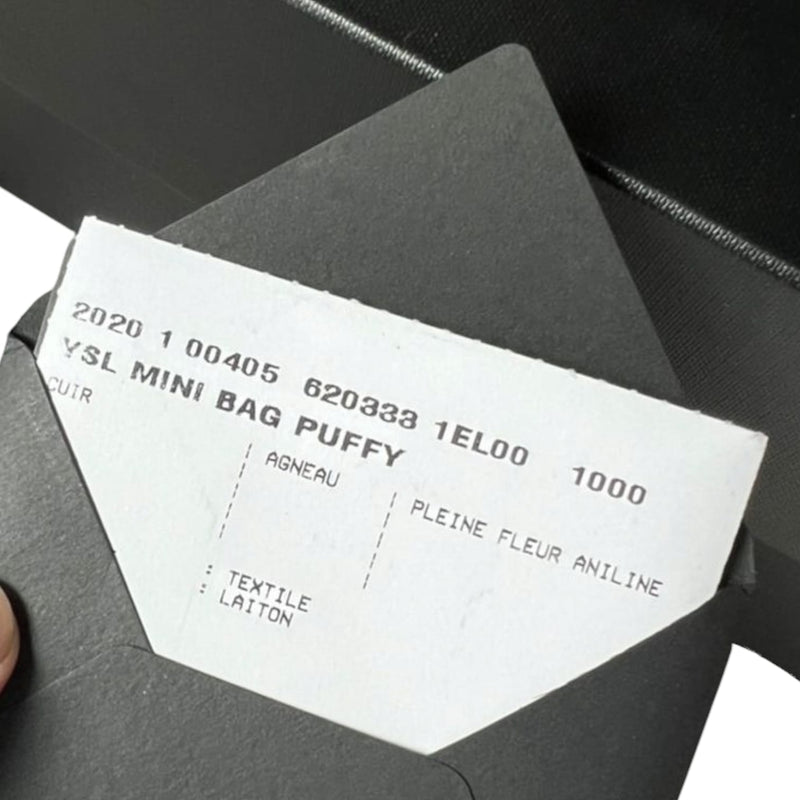 2020 1 00405 620333 1EL00 1000
YSL MINI BAG PUFFY
CUIR
AGNEAU
PLEINE FLEUR ANILINE
: TEXTILE
: LAITON